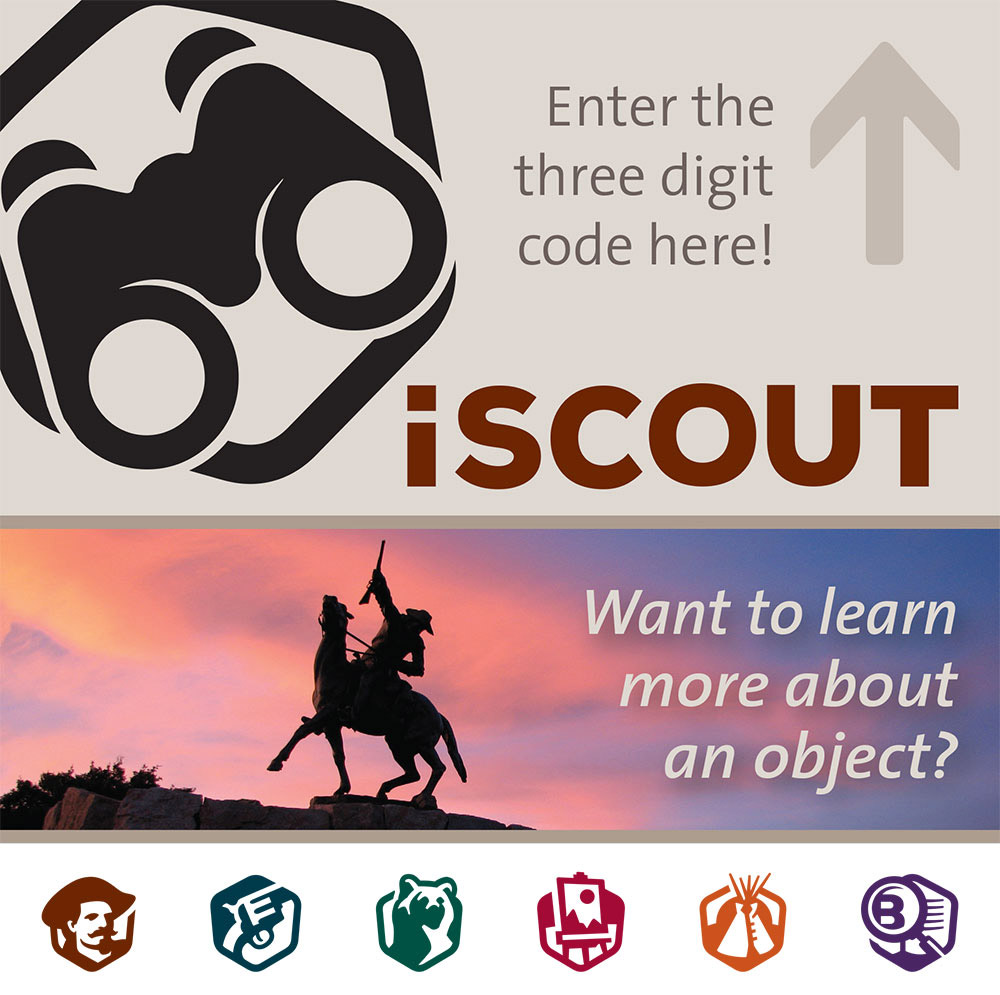 Enter the
three digit
code here!
iSCOUT
Want to learn
more about
an object?
B